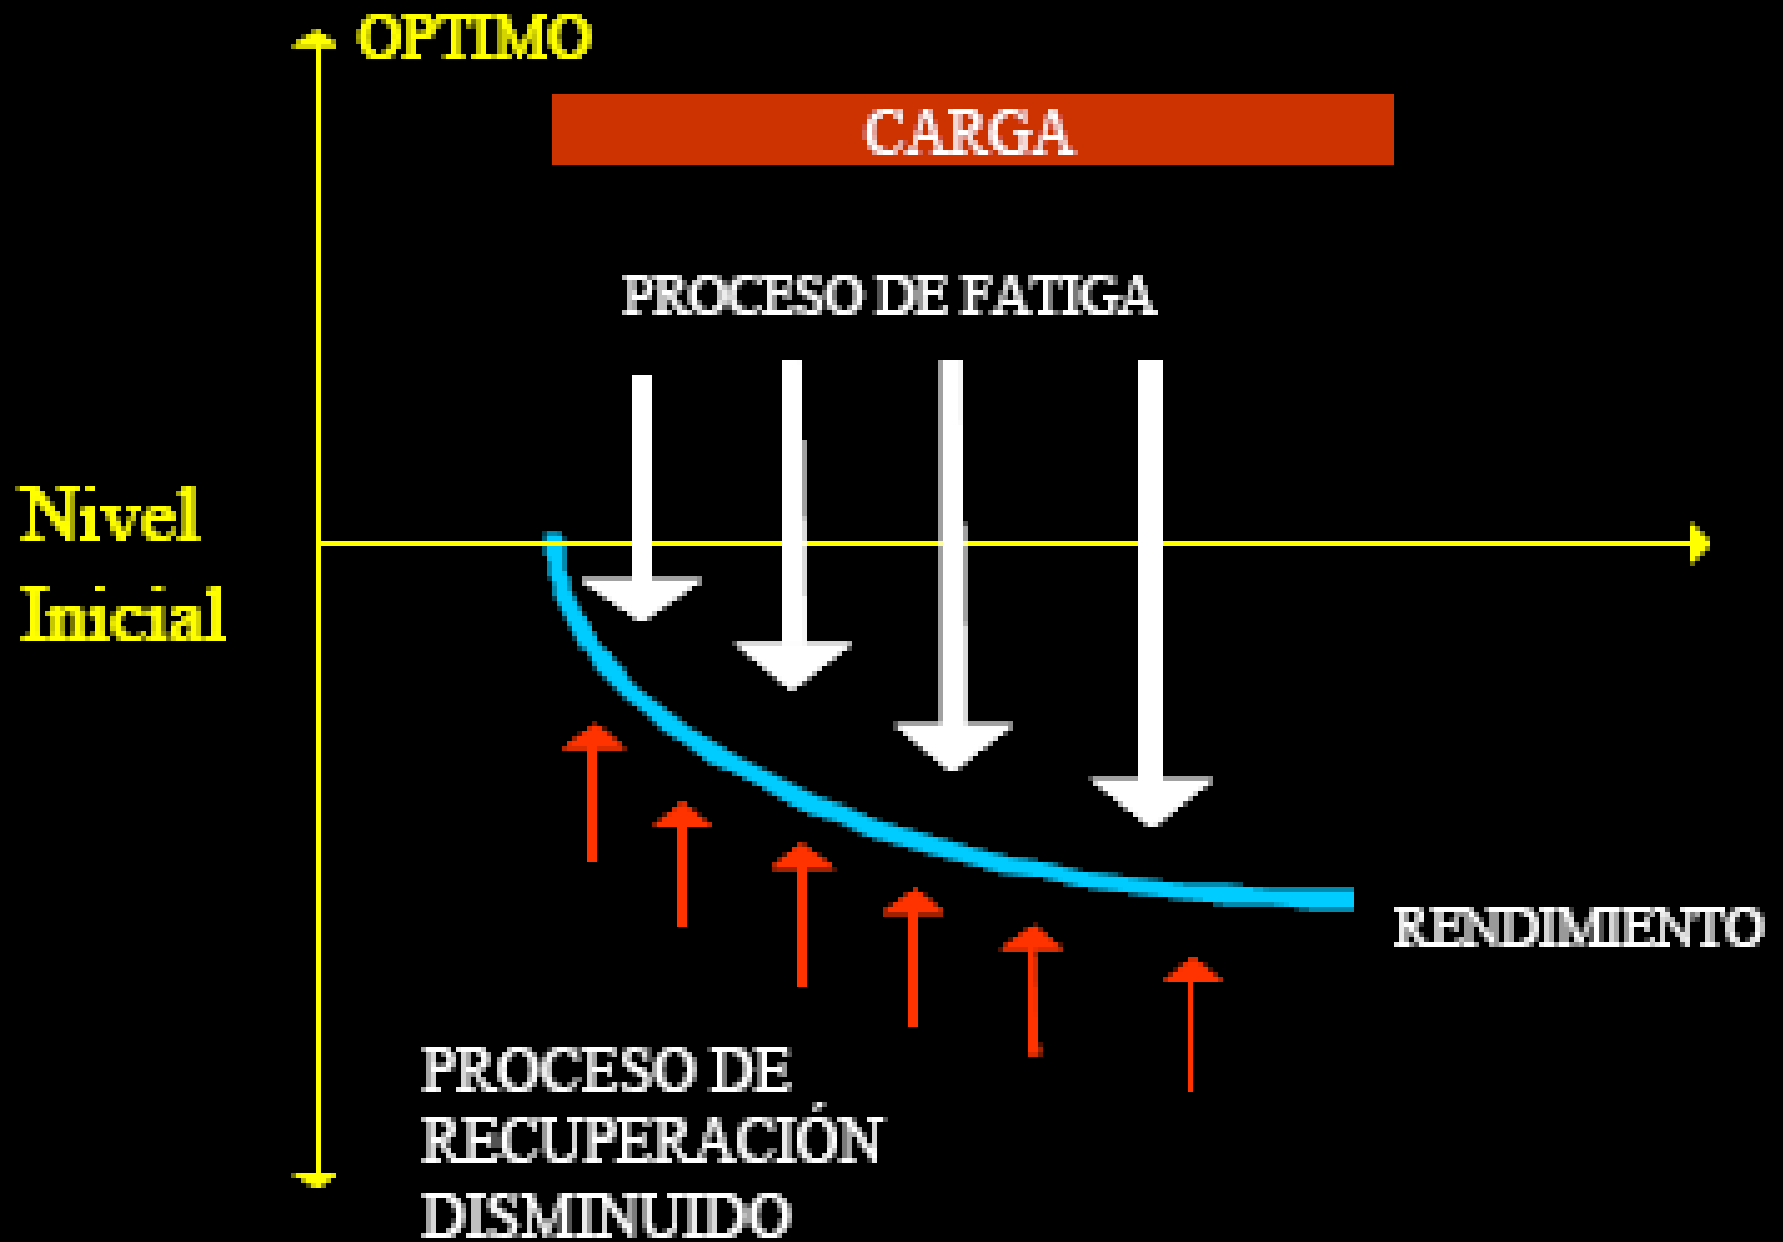 OPTIMO
CARGA
PROCESO DE FATIGA
Nivel
Inicial
RENDIMIENTO
PROCESO DE
RECUPERACIÓN
DISMINUIDO